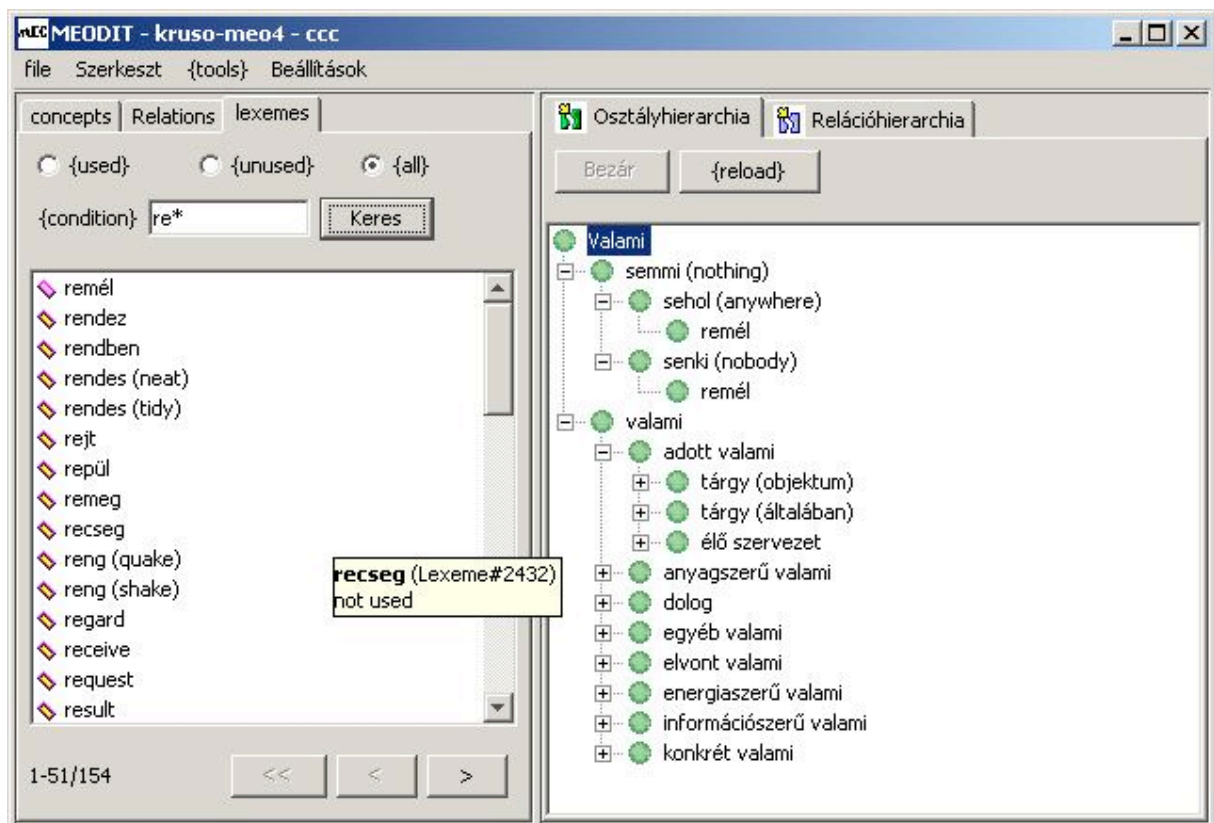 mEC MEODIT - kruso-meo4 - ccc
file Szerkeszt {tools} Beállítások
concepts Relations lexemes
{used} {unused} {all}
{condition} re* Keres
remél
rendez
rendben
rendes (neat)
rendes (tidy)
rejt
repül
remeg
recseg
reng (quake)
reng (shake)
regard
receive
request
result
recseg (Lexeme#2432)
not used
1-51/154 << < >
Osztályhierarchia Relációhierarchia
Bezár {reload}
Valami
semmi (nothing)
sehol (anywhere)
remél
senki (nobody)
remél
valami
adott valami
tárgy (objektum)
tárgy (általában)
élő szervezet
anyagszerű valami
dolog
egyéb valami
elvont valami
energiaszerű valami
információszerű valami
konkrét valami